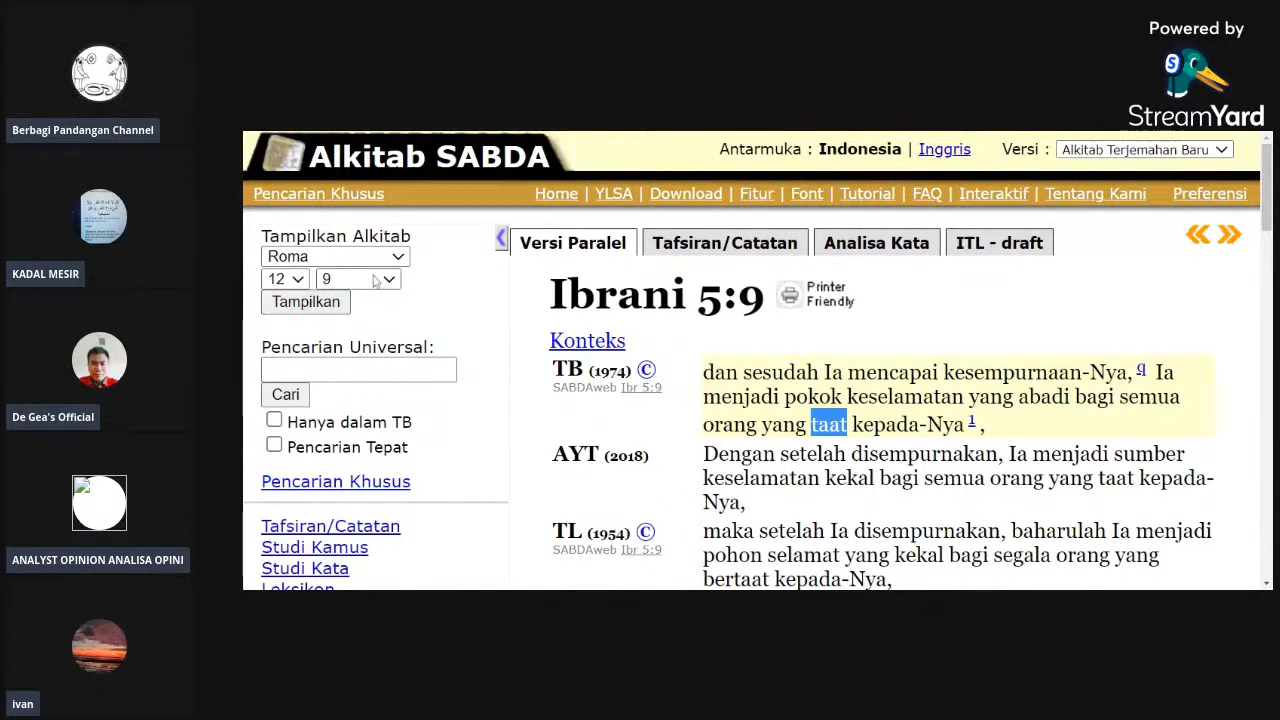 Powered by
StreamYard
Berbagi Pandangan Channel
KADAL MESIR
De Gea's Official
ANALYST OPINION ANALISA OPINI
ivan
Alkitab SABDA
Antarmuka : Indonesia | Inggris Versi : Alkitab Terjemahan Baru
Pencarian Khusus Home | YLSA | Download | Fitur | Font | Tutorial | FAQ | Interaktif | Tentang Kami Preferensi
Tampilkan Alkitab
Roma
12 9
Tampilkan
Pencarian Universal:
Cari
Hanya dalam TB
Pencarian Tepat
Pencarian Khusus
Tafsiran/Catatan
Studi Kamus
Studi Kata
Leksikon
Versi Paralel Tafsiran/Catatan Analisa Kata ITL - draft
Ibrani 5:9 Printer
Friendly
Konteks
TB (1974) ©
SABDAweb Ibr 5:9
dan sesudah Ia mencapai kesempurnaan-Nya, q Ia
menjadi pokok keselamatan yang abadi bagi semua
orang yang taat kepada-Nya 1 ,
AYT (2018)
Dengan setelah disempurnakan, Ia menjadi sumber
keselamatan kekal bagi semua orang yang taat kepada-
Nya,
TL (1954) ©
SABDAweb Ibr 5:9
maka setelah Ia disempurnakan, baharulah Ia menjadi
pohon selamat yang kekal bagi segala orang yang
bertaat kepada-Nya,